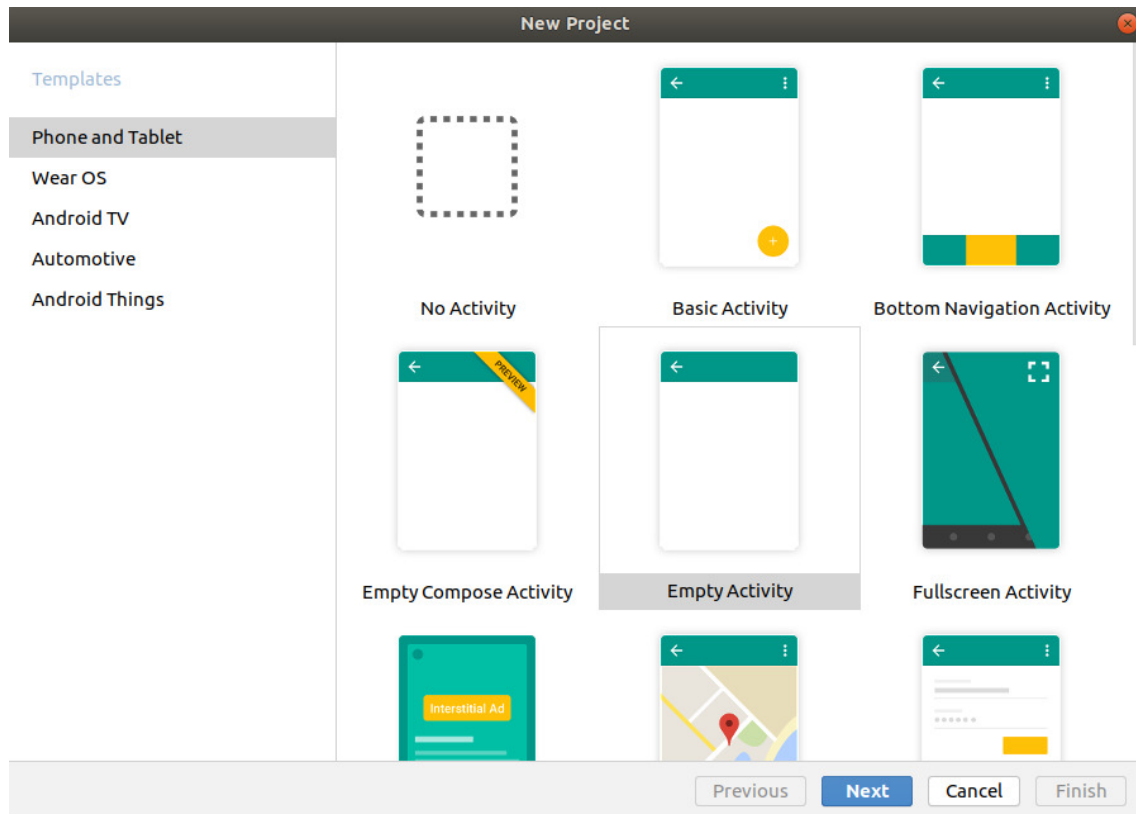 New Project
Templates
Phone and Tablet
Wear OS
Android TV
Automotive
Android Things
No Activity
Basic Activity
Bottom Navigation Activity
PREVIEW
Empty Compose Activity
Empty Activity
Fullscreen Activity
Interstitial Ad
Previous
Next
Cancel
Finish